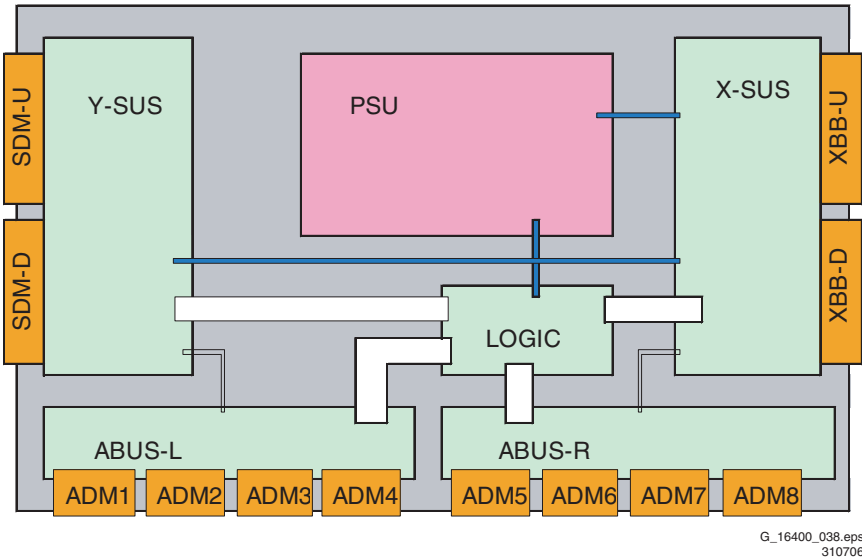 SDM-U
Y-SUS
PSU
X-SUS
XBB-U
SDM-D
XBB-D
LOGIC
ABUS-L
ABUS-R
ADM1
ADM2
ADM3
ADM4
ADM5
ADM6
ADM7
ADM8
G_16400_038.eps
310706